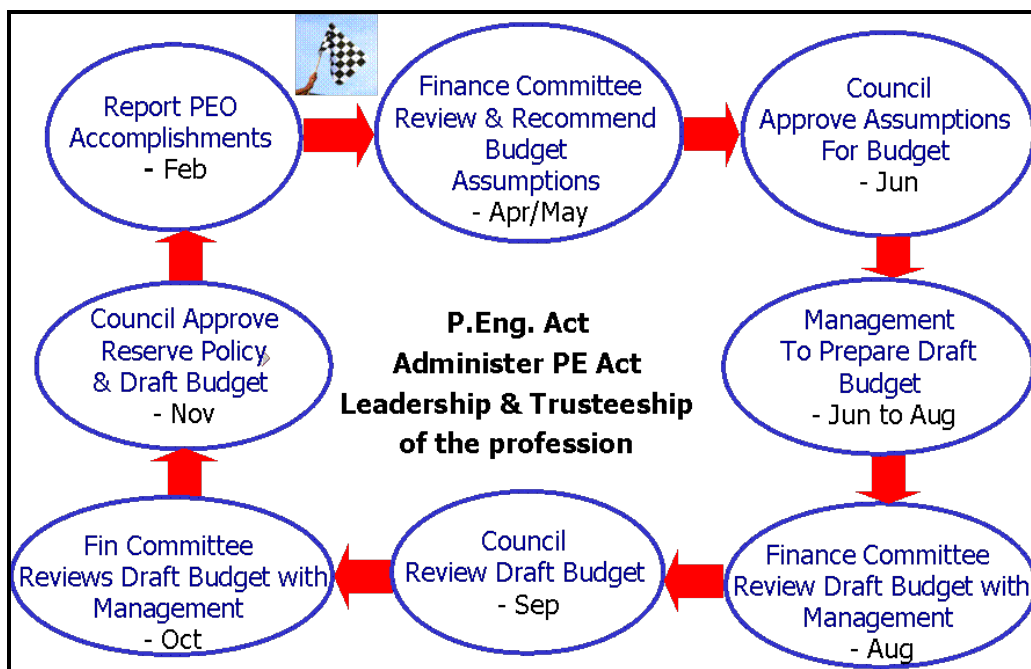 Report PEO
Accomplishments
- Feb
Finance Committee
Review & Recommend
Budget
Assumptions
- Apr/May
Council
Approve Assumptions
For Budget
- Jun
Management
To Prepare Draft
Budget
- Jun to Aug
Finance Committee
Review Draft Budget with
Management
- Aug
Council
Review Draft Budget
- Sep
Fin Committee
Reviews Draft Budget with
Management
- Oct
Council Approve
Reserve Policy
& Draft Budget
- Nov
P.Eng. Act
Administer PE Act
Leadership & Trusteeship
of the profession